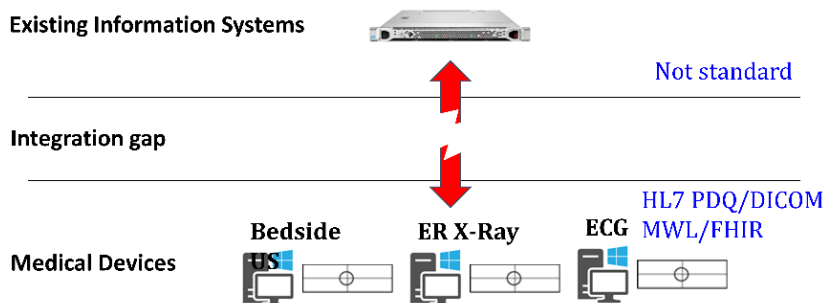 Existing Information Systems
Not standard
Integration gap
HL7 PDQ/DICOM
MWL/FHIR
Bedside
US
ER X-Ray
ECG
Medical Devices